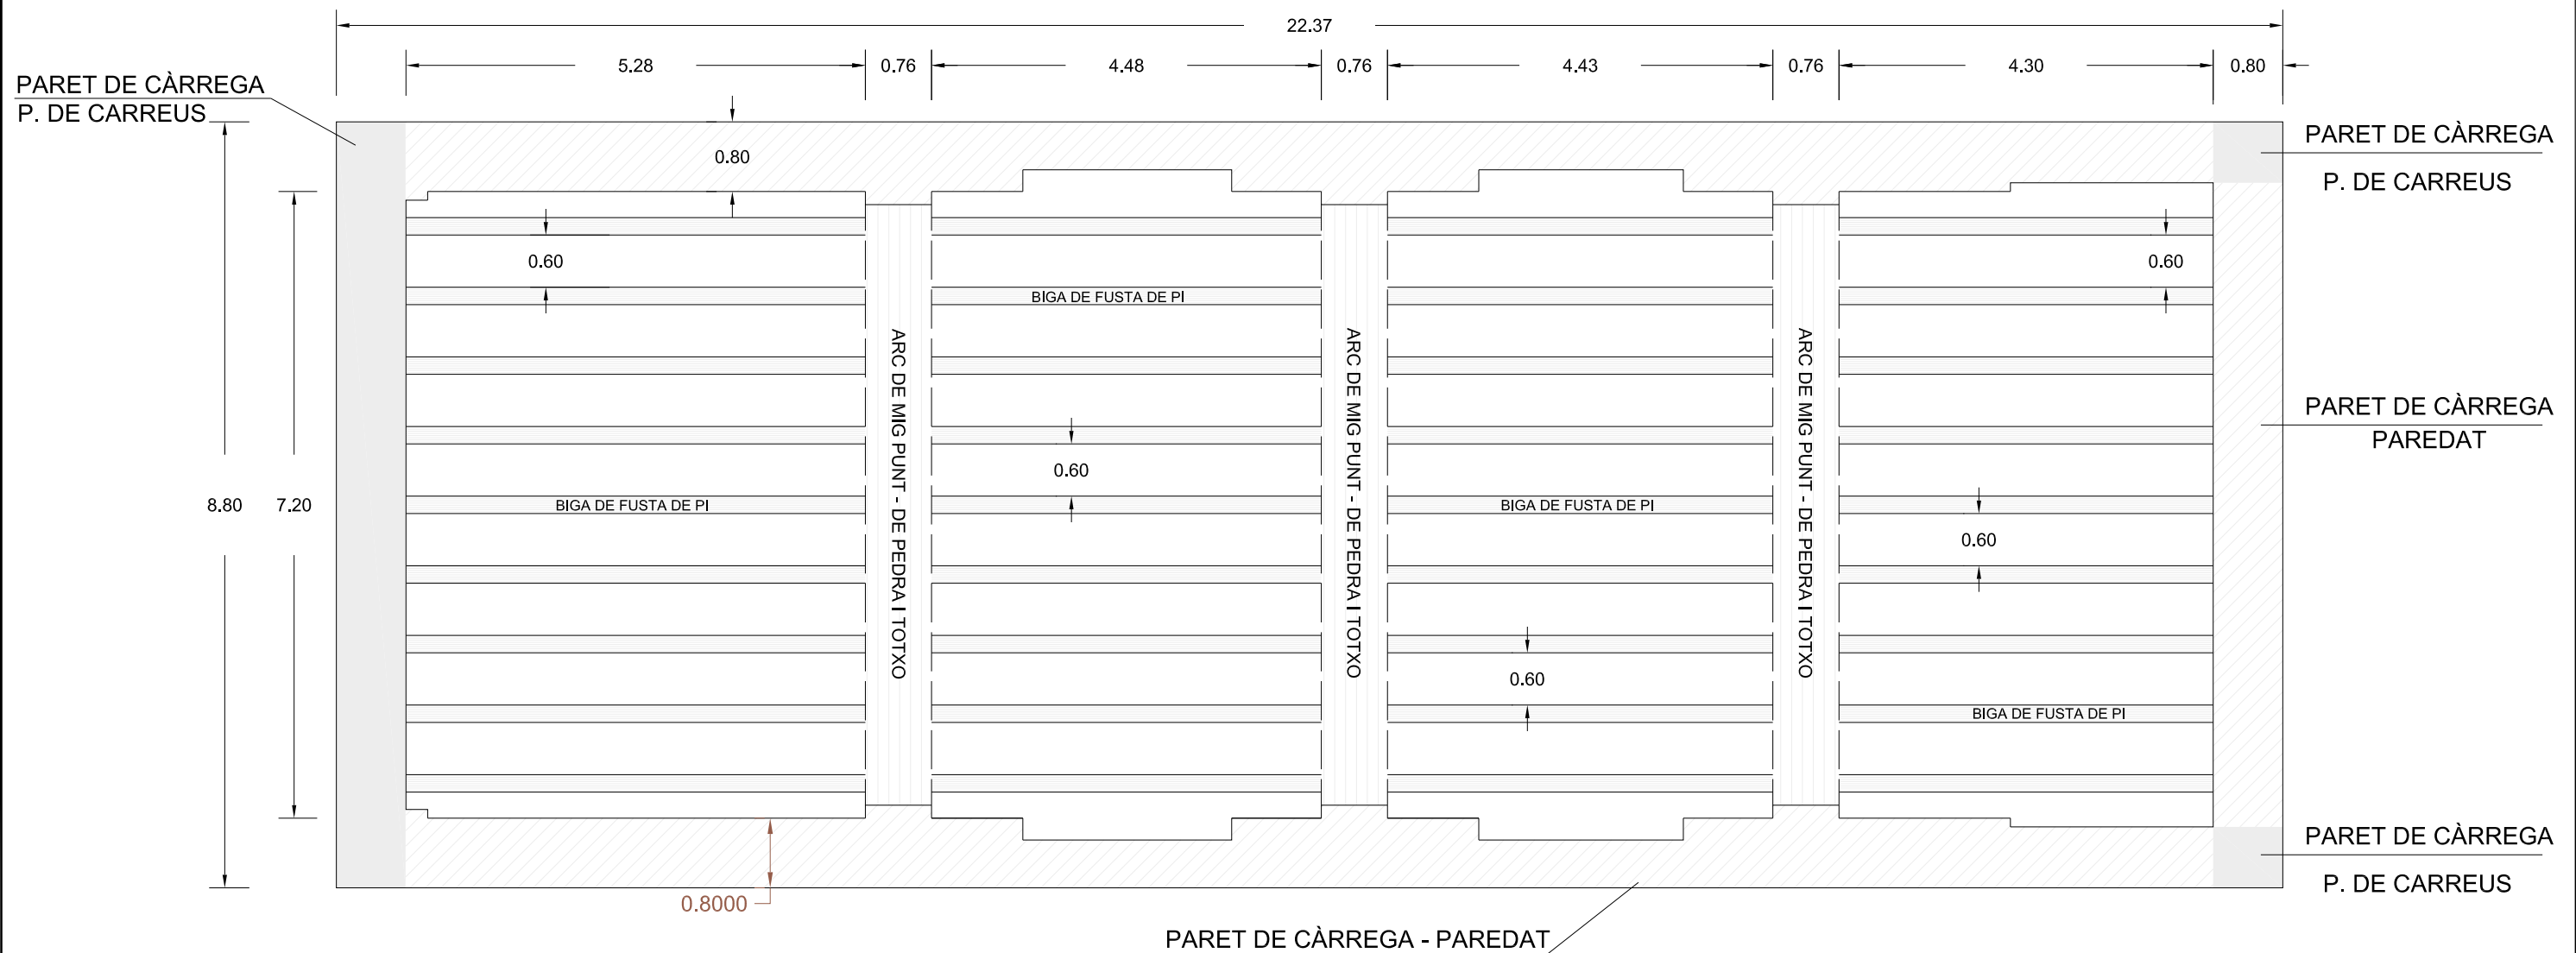 22.37
5.28
0.76
4.48
0.76
4.43
0.76
4.30
0.80
PARET DE CÀRREGA
P. DE CARREUS
PARET DE CÀRREGA
P. DE CARREUS
0.80
0.60
0.60
BIGA DE FUSTA DE PI
ARC DE MIG PUNT - DE PEDRA I TOTXO
ARC DE MIG PUNT - DE PEDRA I TOTXO
ARC DE MIG PUNT - DE PEDRA I TOTXO
PARET DE CÀRREGA
PAREDAT
0.60
8.80
7.20
BIGA DE FUSTA DE PI
BIGA DE FUSTA DE PI
0.60
0.60
BIGA DE FUSTA DE PI
PARET DE CÀRREGA
P. DE CARREUS
0.8000
PARET DE CÀRREGA - PAREDAT